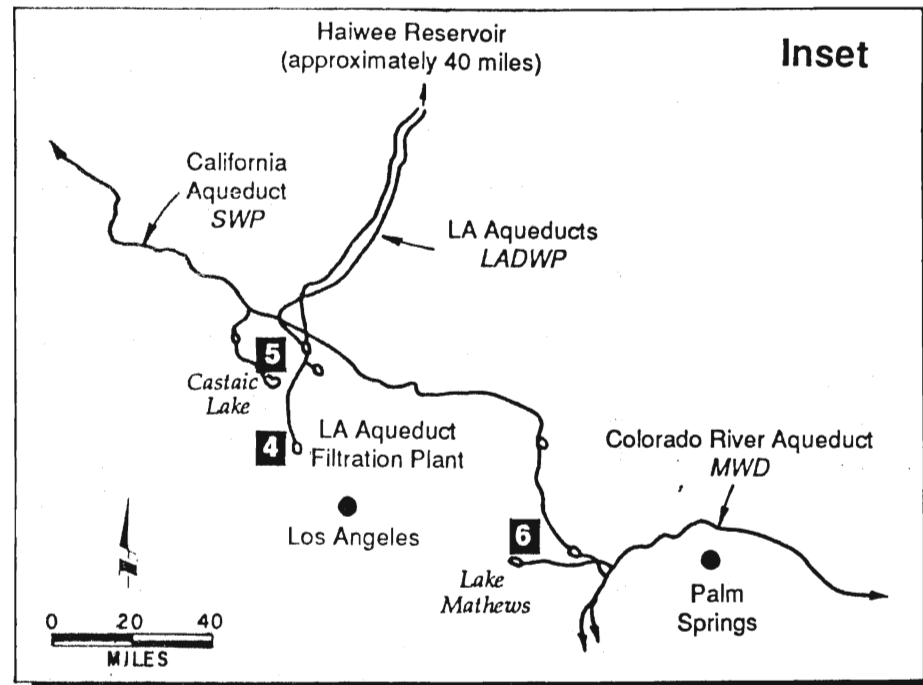 Inset
Haiwee Reservoir
(approximately 40 miles)
California
Aqueduct
SWP
LA Aqueducts
LADWP
5
Castaic
Lake
4
LA Aqueduct
Filtration Plant
Los Angeles
Colorado River Aqueduct
MWD
6
Lake
Mathews
Palm
Springs
N
0 20 40
MILES